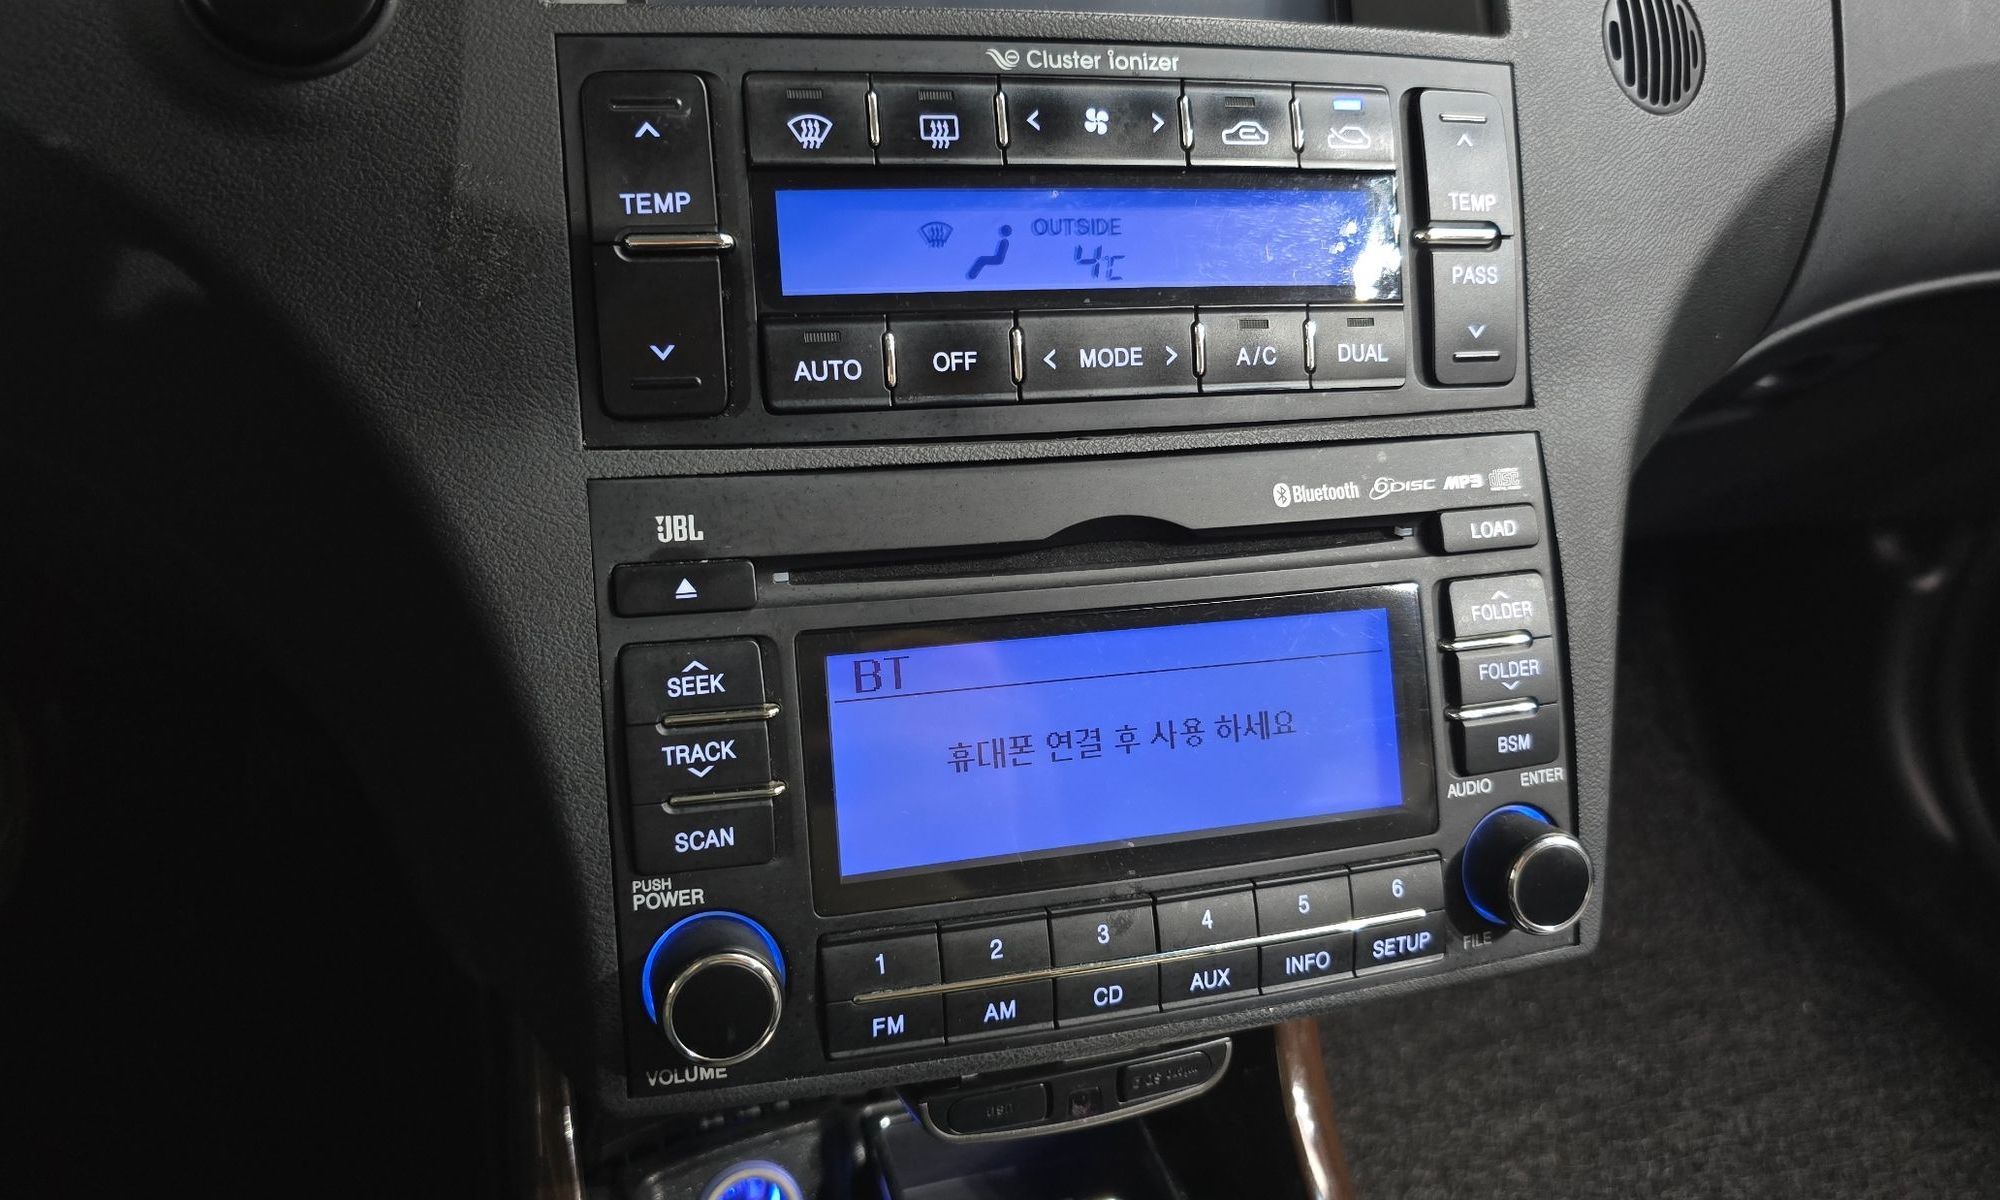 Cluster ionizer
TEMP
TEMP
OUTSIDE
4℃
PASS
AUTO
OFF
MODE
A/C
DUAL
Bluetooth
6DISC
MP3
disc
JBL
LOAD
FOLDER
SEEK
BT
FOLDER
TRACK
휴대폰 연결 후 사용 하세요
BSM
AUDIO
ENTER
SCAN
PUSH
POWER
1
2
3
4
5
6
FM
AM
CD
AUX
INFO
SETUP
FILE
VOLUME